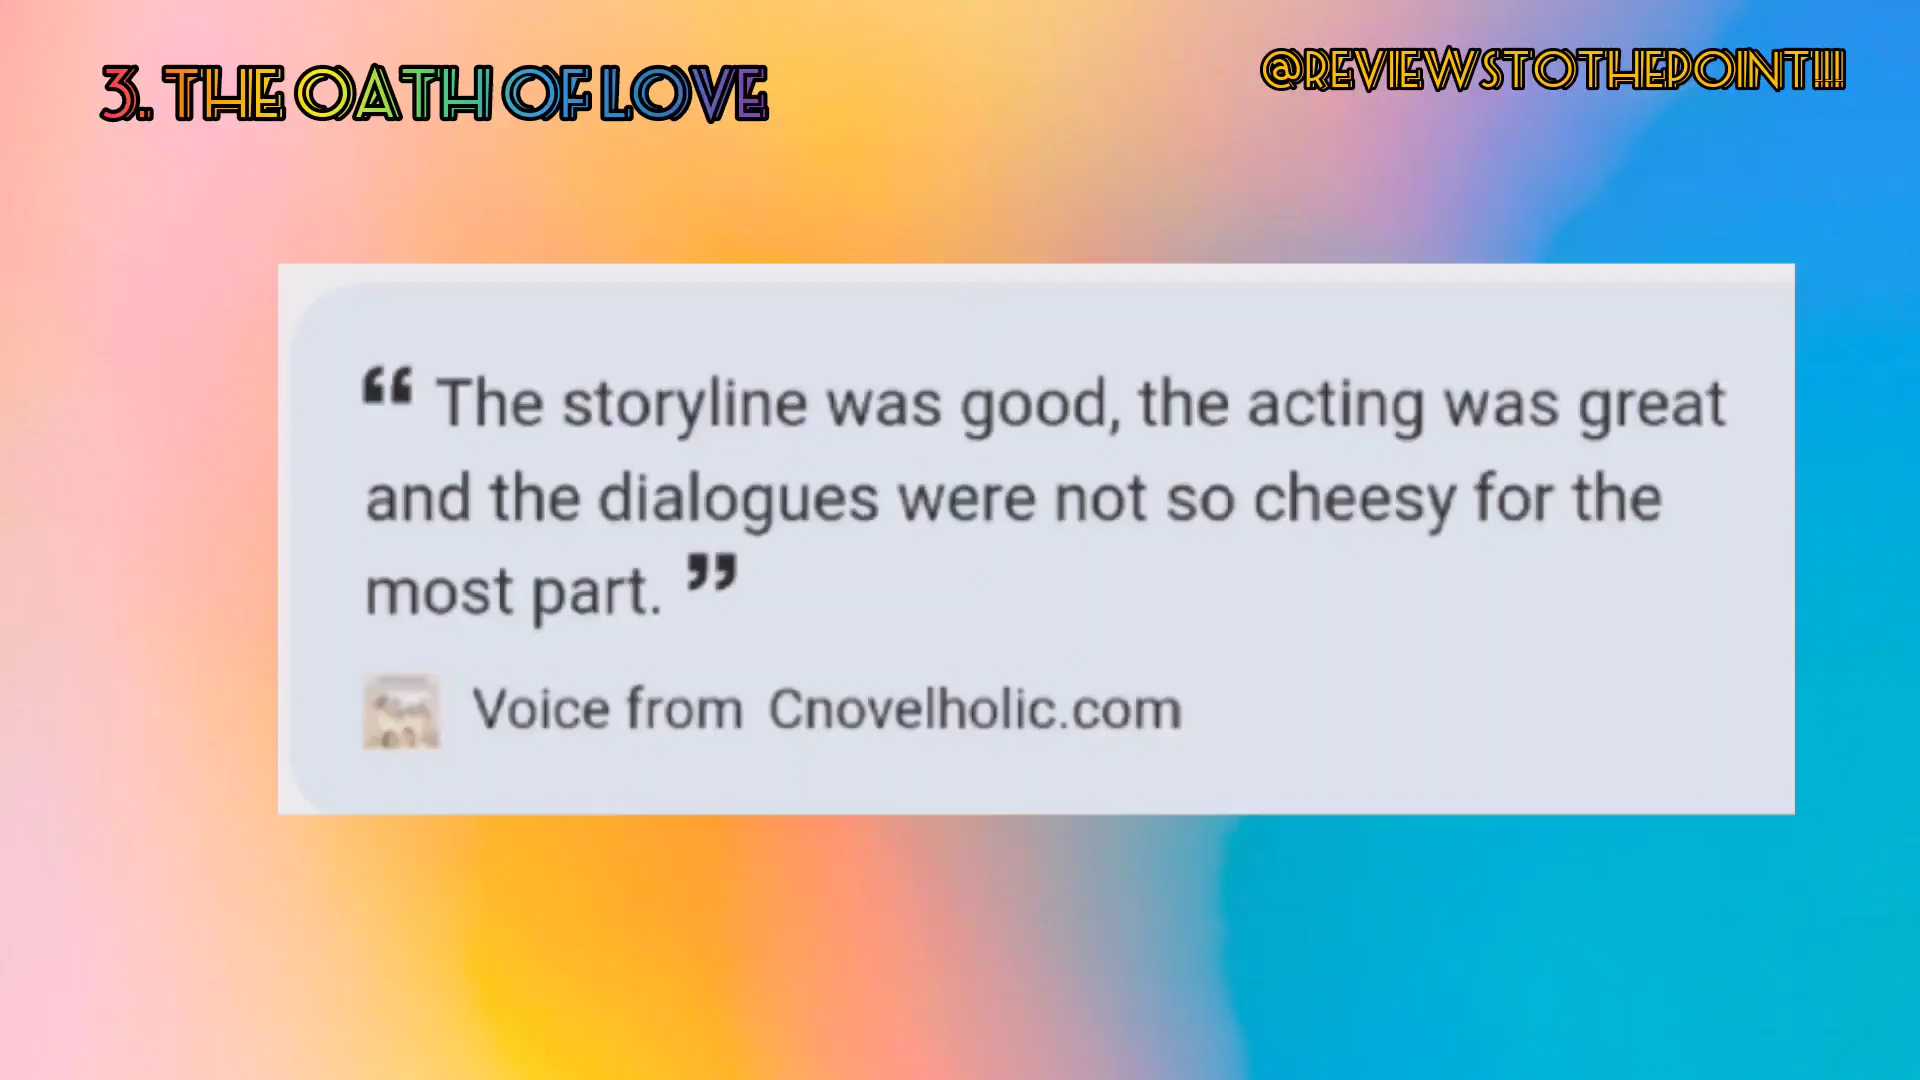 3. THE OATH OF LOVE
@REVIEWSTOTHEPOINT!!!
“ The storyline was good, the acting was great
and the dialogues were not so cheesy for the
most part. ”
Voice from Cnovelholic.com